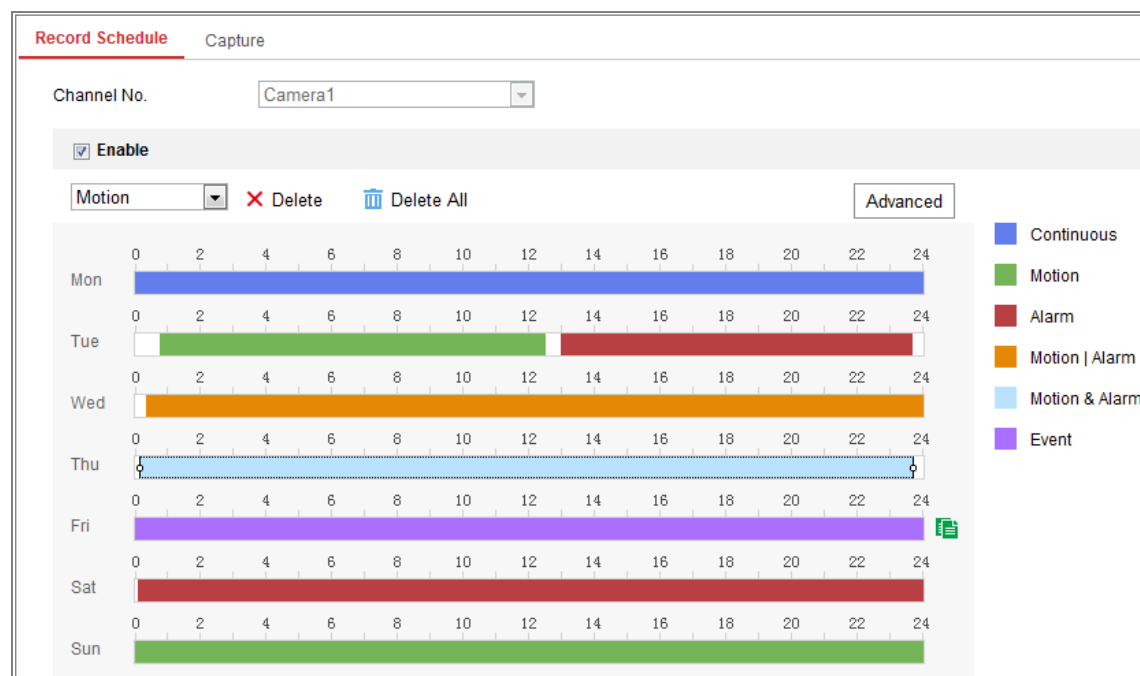 Record Schedule Capture
Channel No. Camera1
Enable
Motion Delete Delete All Advanced
Continuous
0 2 4 6 8 10 12 14 16 18 20 22 24
Mon
Motion
0 2 4 6 8 10 12 14 16 18 20 22 24
Alarm
Tue
Motion | Alarm
0 2 4 6 8 10 12 14 16 18 20 22 24
Wed
Motion & Alarm
0 2 4 6 8 10 12 14 16 18 20 22 24
Event
Thu
0 2 4 6 8 10 12 14 16 18 20 22 24
Fri
0 2 4 6 8 10 12 14 16 18 20 22 24
Sat
0 2 4 6 8 10 12 14 16 18 20 22 24
Sun